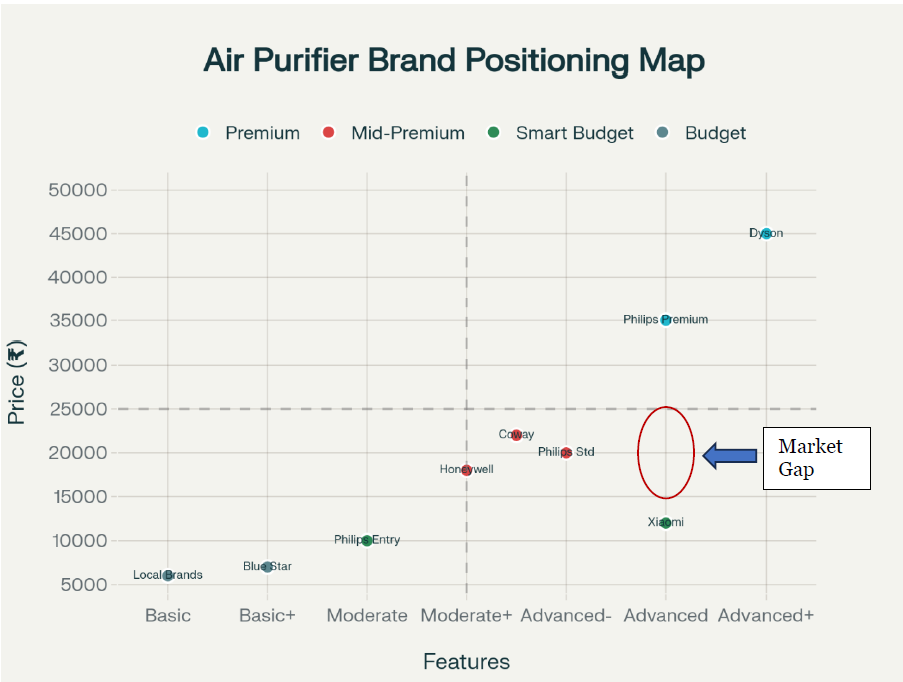 Air Purifier Brand Positioning Map
Premium Mid-Premium Smart Budget Budget
Price (₹)
50000
45000
40000
35000
30000
25000
20000
15000
10000
5000
Dyson
Philips Premium
Coway
Philips Std
Honeywell
Market
Gap
Xiaomi
Philips Entry
Blue Star
Local Brands
Basic Basic+ Moderate Moderate+ Advanced- Advanced Advanced+
Features